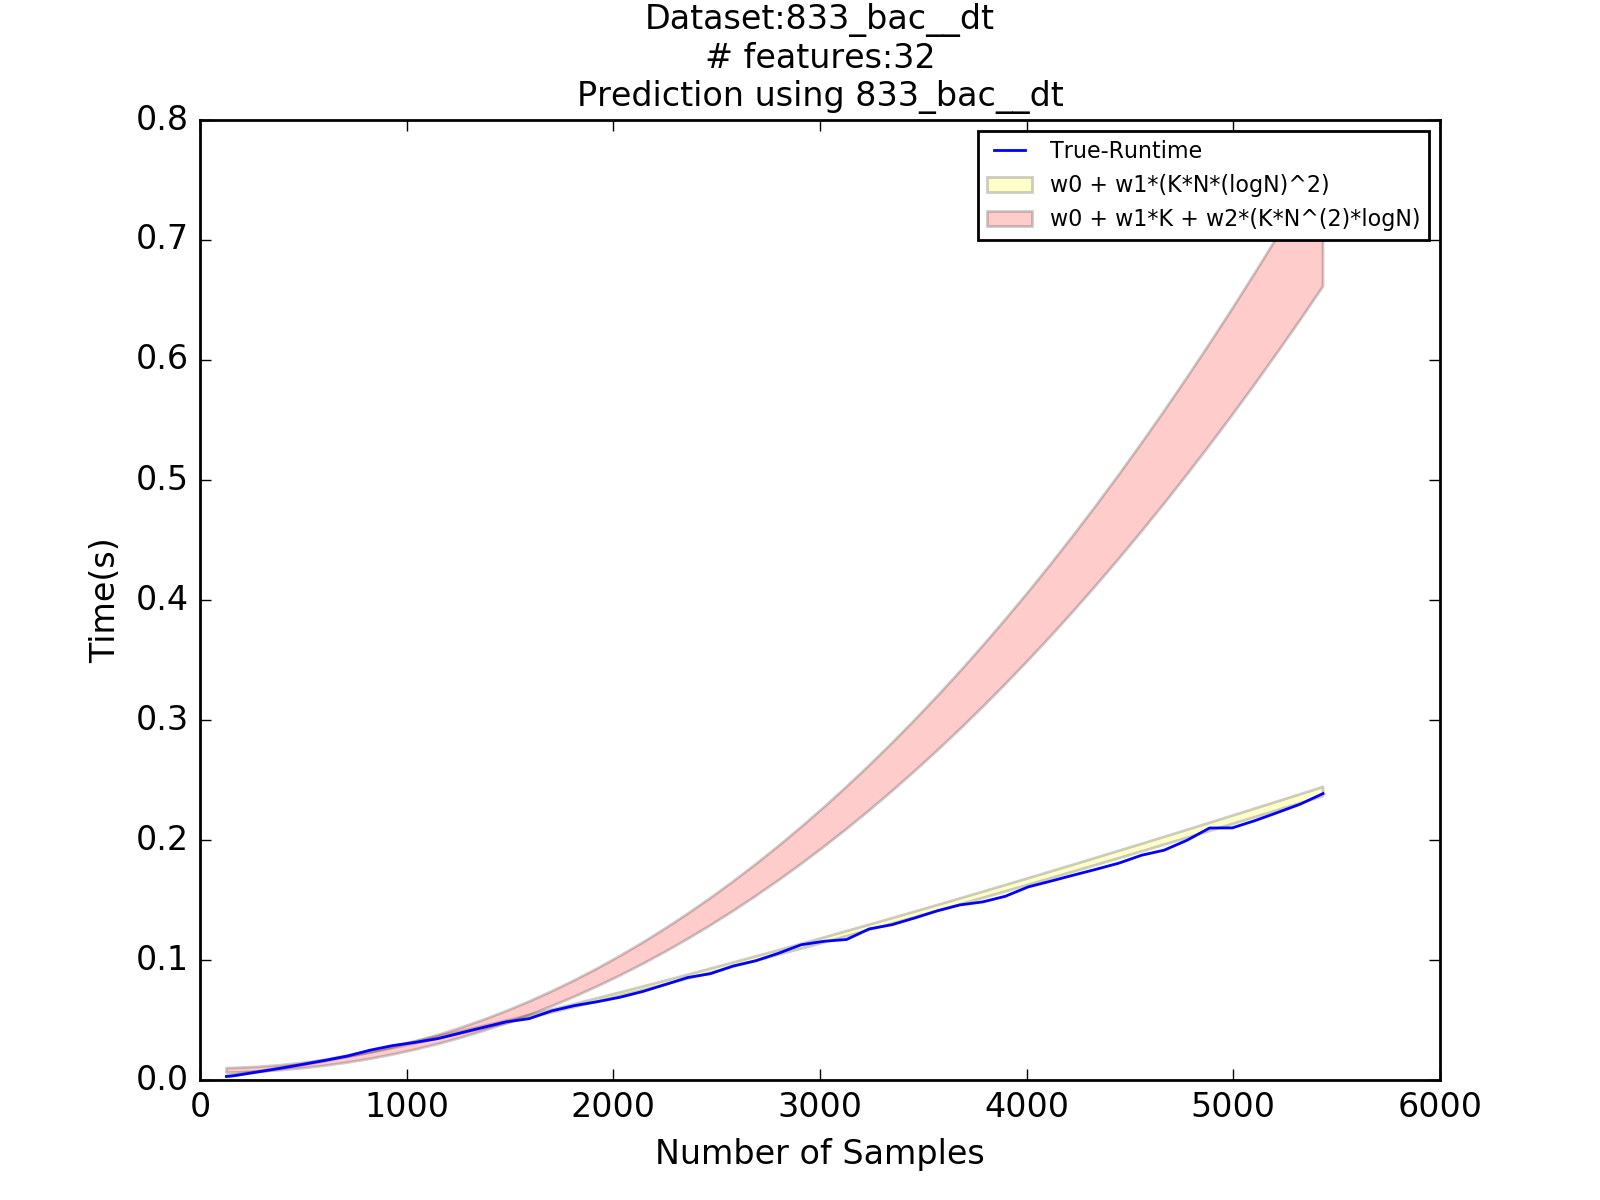 Dataset:833_bac__dt
# features:32
Prediction using 833_bac__dt
True-Runtime
w0 + w1*(K*N*(logN)^2)
w0 + w1*K + w2*(K*N^(2)*logN)
0.8
0.7
0.6
0.5
0.4
0.3
0.2
0.1
0.0
Time(s)
0 1000 2000 3000 4000 5000 6000
Number of Samples